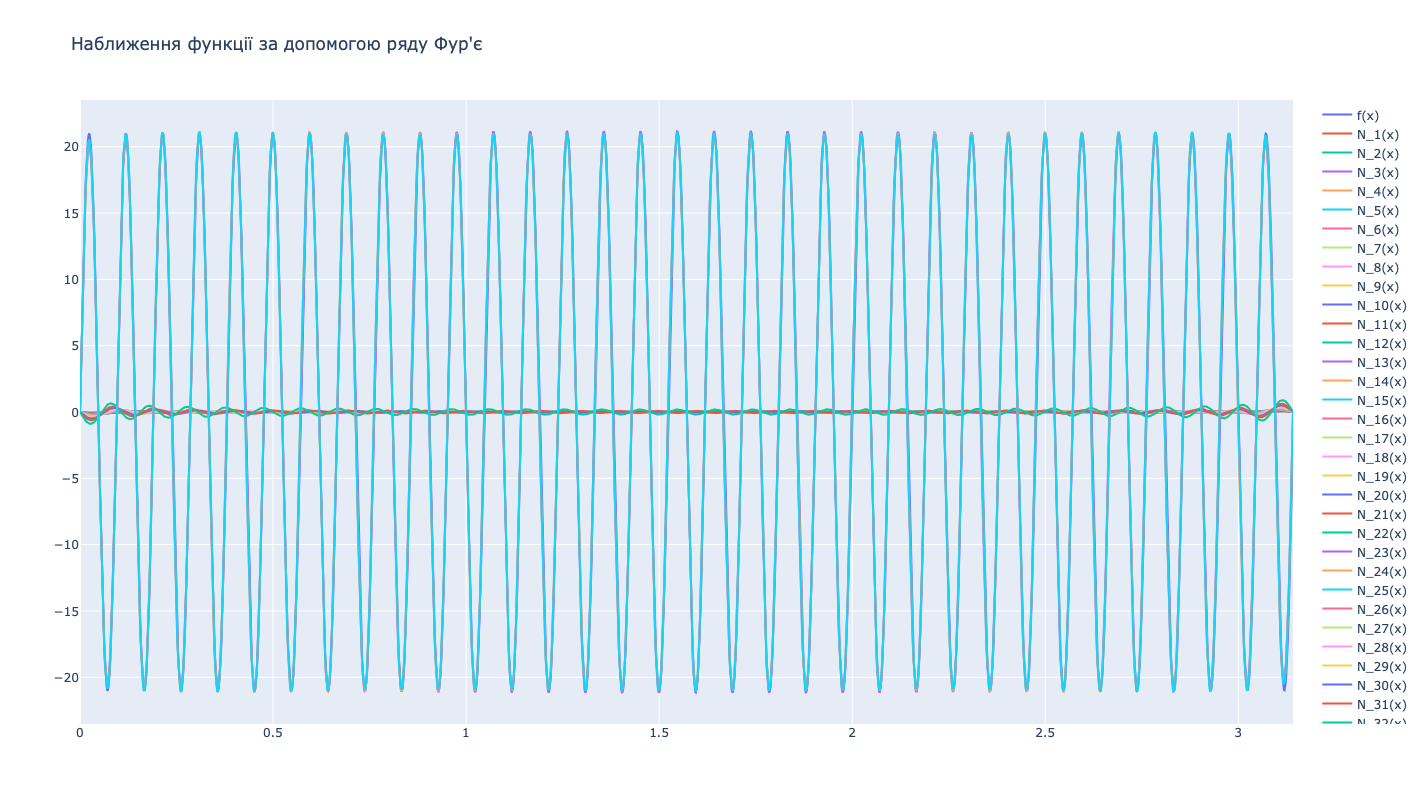 Наближення функції за допомогою ряду Фур'є
20
15
10
5
0
−5
−10
−15
−20
0
0.5
1
1.5
2
2.5
3
f(x)
N_1(x)
N_2(x)
N_3(x)
N_4(x)
N_5(x)
N_6(x)
N_7(x)
N_8(x)
N_9(x)
N_10(x)
N_11(x)
N_12(x)
N_13(x)
N_14(x)
N_15(x)
N_16(x)
N_17(x)
N_18(x)
N_19(x)
N_20(x)
N_21(x)
N_22(x)
N_23(x)
N_24(x)
N_25(x)
N_26(x)
N_27(x)
N_28(x)
N_29(x)
N_30(x)
N_31(x)
N_32(x)